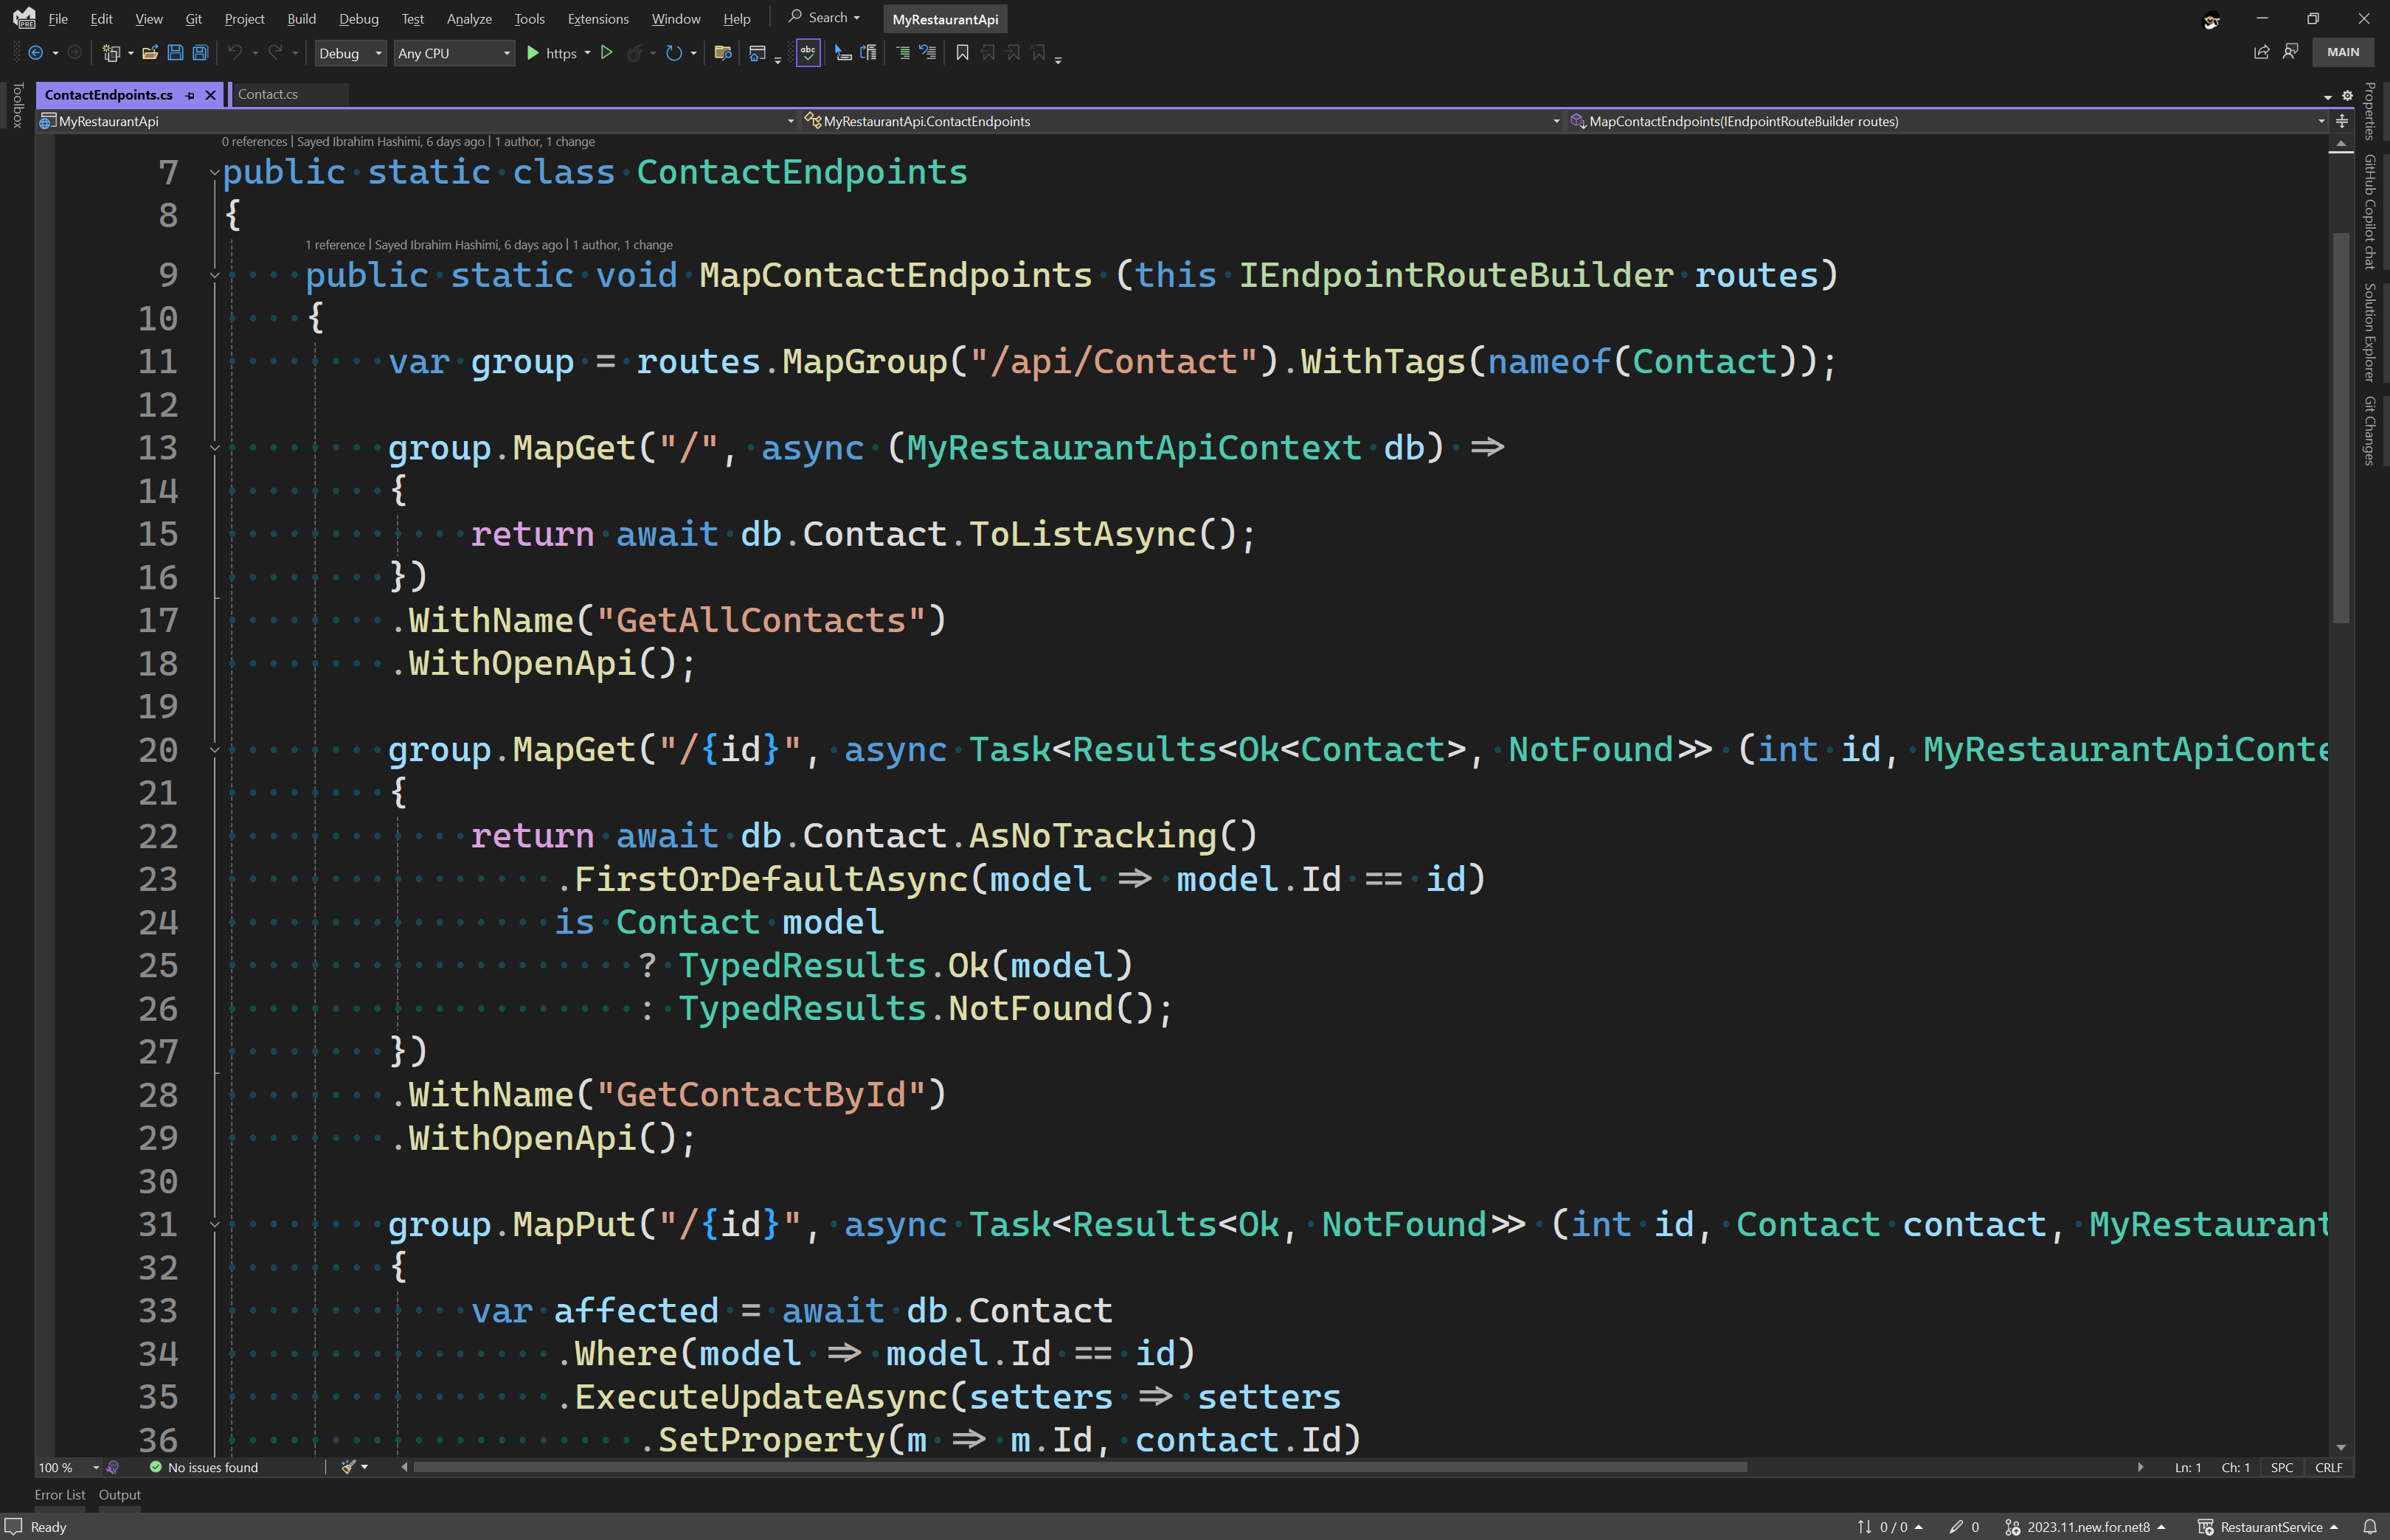 File Edit View Git Project Build Debug Test Analyze Tools Extensions Window Help Search MyRestaurantApi
Debug Any CPU https abc MAIN
Toolbox
ContactEndpoints.cs Contact.cs
MyRestaurantApi MyRestaurantApi.ContactEndpoints MapContactEndpoints(IEndpointRouteBuilder routes)
0 references | Sayed Ibrahim Hashimi, 6 days ago | 1 author, 1 change
7 public static class ContactEndpoints
8 {
1 reference | Sayed Ibrahim Hashimi, 6 days ago | 1 author, 1 change
9 public static void MapContactEndpoints (this IEndpointRouteBuilder routes)
10 {
11 var group = routes.MapGroup("/api/Contact").WithTags(nameof(Contact));
12
13 group.MapGet("/", async (MyRestaurantApiContext db) =>
14 {
15 return await db.Contact.ToListAsync();
16 })
17 .WithName("GetAllContacts")
18 .WithOpenApi();
19
20 group.MapGet("/{id}", async Task<Results<Ok<Contact>, NotFound>> (int id, MyRestaurantApiConte
21 {
22 return await db.Contact.AsNoTracking()
23 .FirstOrDefaultAsync(model => model.Id == id)
24 is Contact model
25 ? TypedResults.Ok(model)
26 : TypedResults.NotFound();
27 })
28 .WithName("GetContactById")
29 .WithOpenApi();
30
31 group.MapPut("/{id}", async Task<Results<Ok, NotFound>> (int id, Contact contact, MyRestaurant
32 {
33 var affected = await db.Contact
34 .Where(model => model.Id == id)
35 .ExecuteUpdateAsync(setters => setters
36 .SetProperty(m => m.Id, contact.Id)
Properties
GitHub Copilot chat
Solution Explorer
Git Changes
100 % No issues found Ln: 1 Ch: 1 SPC CRLF
Error List Output
Ready 0 / 0 0 2023.11.new.for.net8 RestaurantService